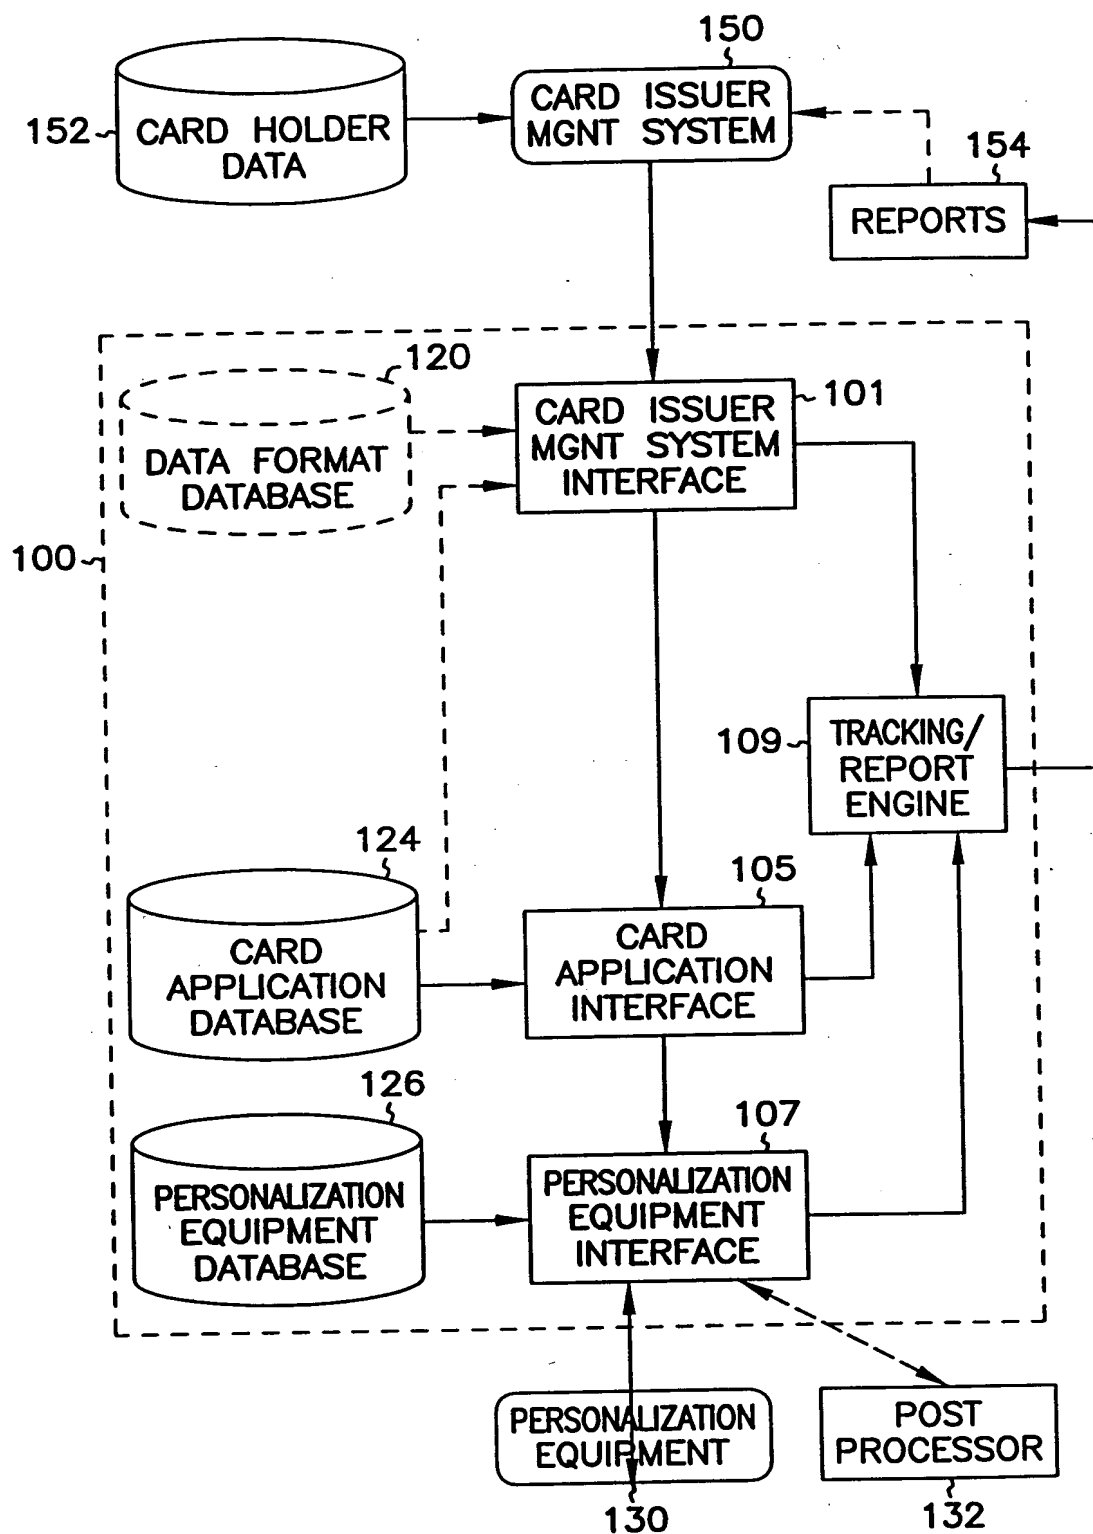 150
CARD ISSUER
MGNT SYSTEM
152
CARD HOLDER
DATA
154
REPORTS
120
DATA FORMAT
DATABASE
101
CARD ISSUER
MGNT SYSTEM
INTERFACE
100
109
TRACKING/
REPORT
ENGINE
124
CARD
APPLICATION
DATABASE
105
CARD
APPLICATION
INTERFACE
126
PERSONALIZATION
EQUIPMENT
DATABASE
107
PERSONALIZATION
EQUIPMENT
INTERFACE
PERSONALIZATION
EQUIPMENT
130
POST
PROCESSOR
132